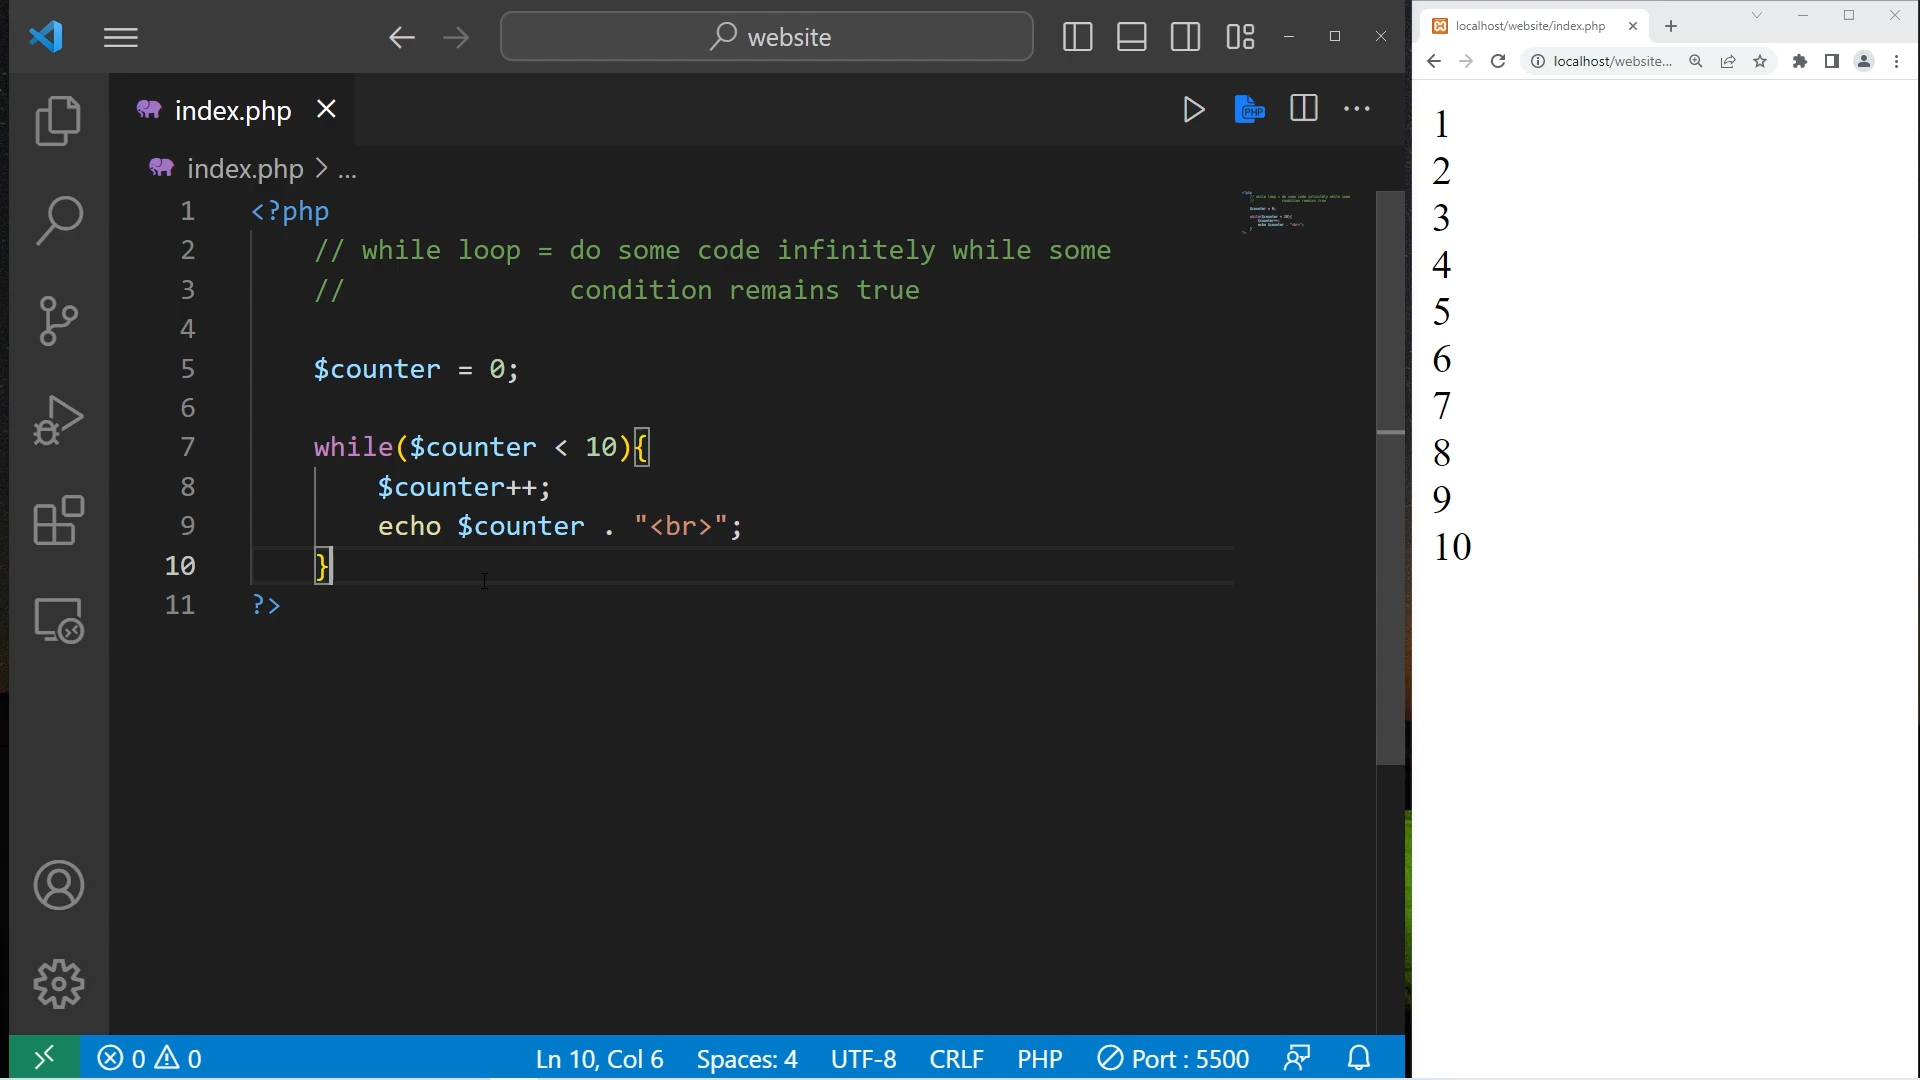 website
index.php
index.php > ...
1 <?php
2 // while loop = do some code infinitely while some
3 // condition remains true
4
5 $counter = 0;
6
7 while($counter < 10){
8 $counter++;
9 echo $counter . "<br>";
10 }
11 ?>
0 0
Ln 10, Col 6 Spaces: 4 UTF-8 CRLF PHP Port : 5500
localhost/website/index.php
localhost/website...
1
2
3
4
5
6
7
8
9
10